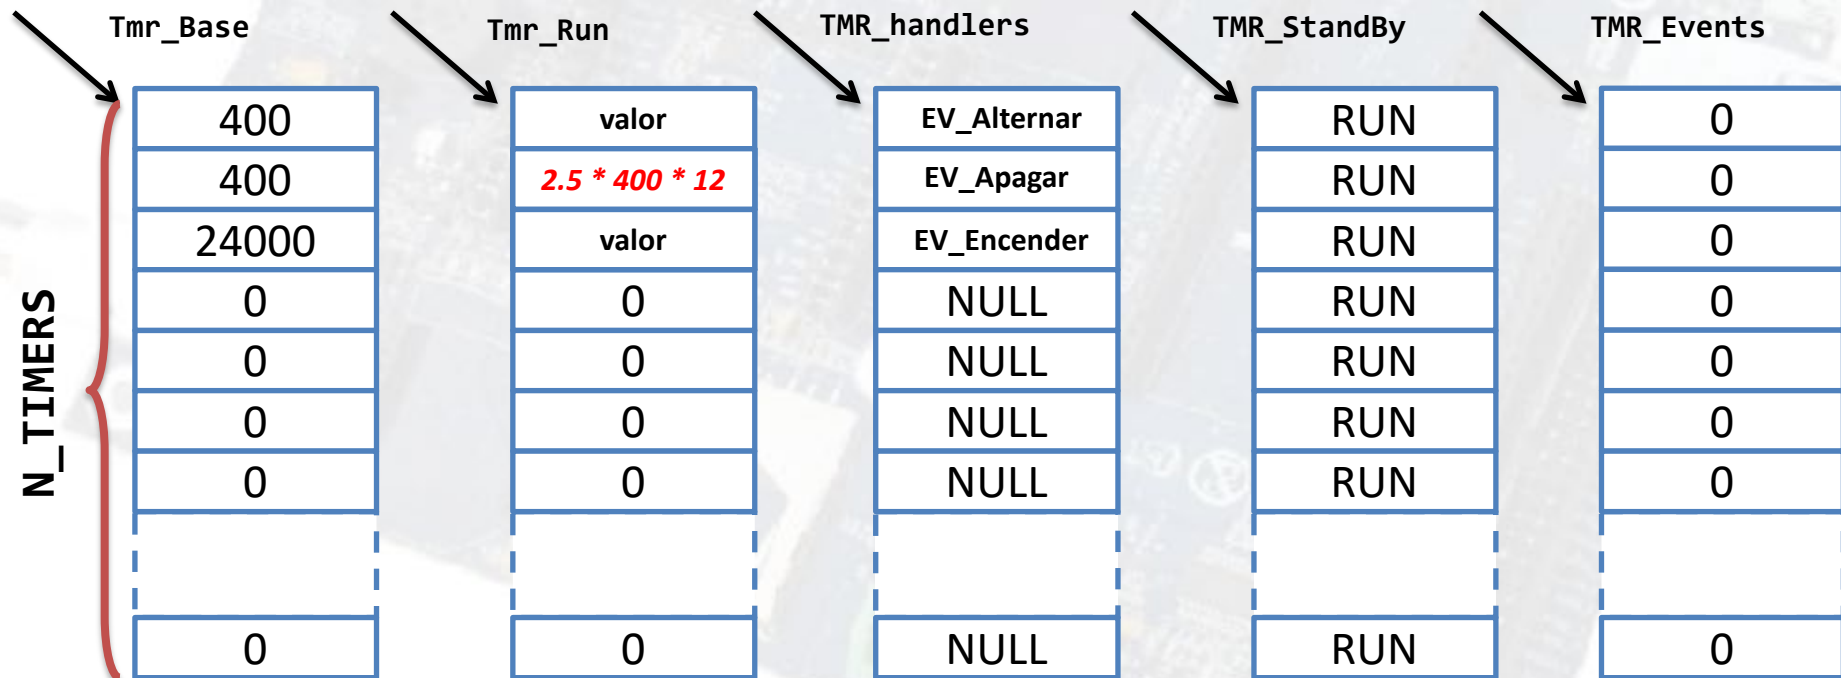 Tmr_Base Tmr_Run TMR_handlers TMR_StandBy TMR_Events
400 valor EV_Alternar RUN 0
400 2.5 * 400 * 12 EV_Apagar RUN 0
24000 valor EV_Encender RUN 0
0 0 NULL RUN 0
0 0 NULL RUN 0
0 0 NULL RUN 0
0 0 NULL RUN 0
0 0 NULL RUN 0
N_TIMERS